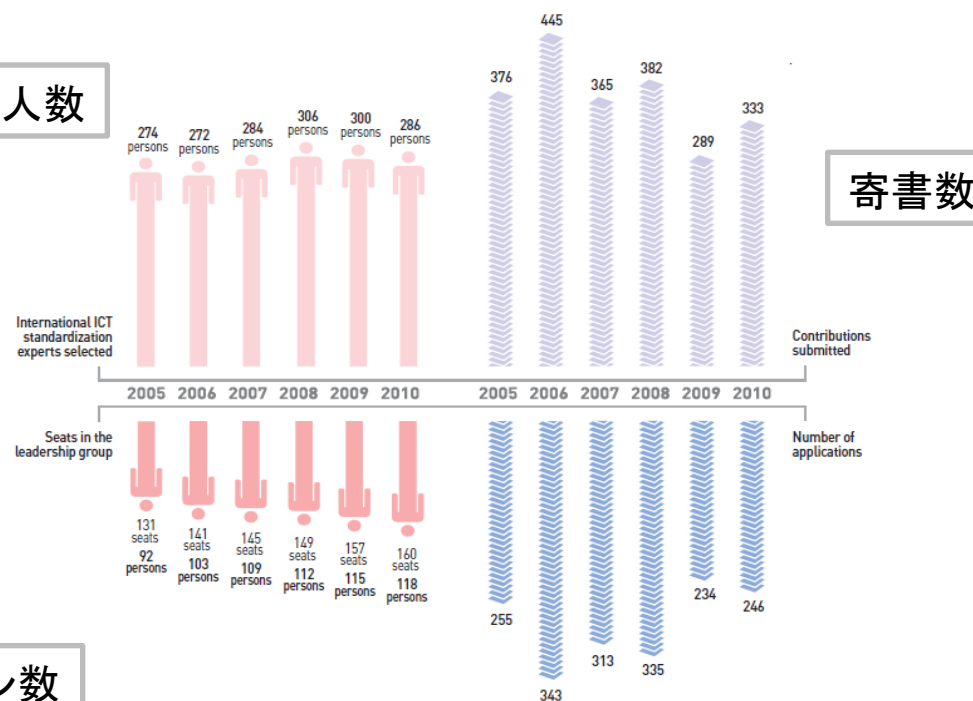 人数
274
persons
272
persons
284
persons
306
persons
300
persons
286
persons
International ICT
standardization
experts selected
2005 2006 2007 2008 2009 2010
Seats in the
leadership group
131
seats
92
persons
141
seats
103
persons
145
seats
109
persons
149
seats
112
persons
157
seats
115
persons
160
seats
118
persons
ン数
376
445
365
382
289
333
寄書数
Contributions
submitted
2005 2006 2007 2008 2009 2010
Number of
applications
255
343
313
335
234
246